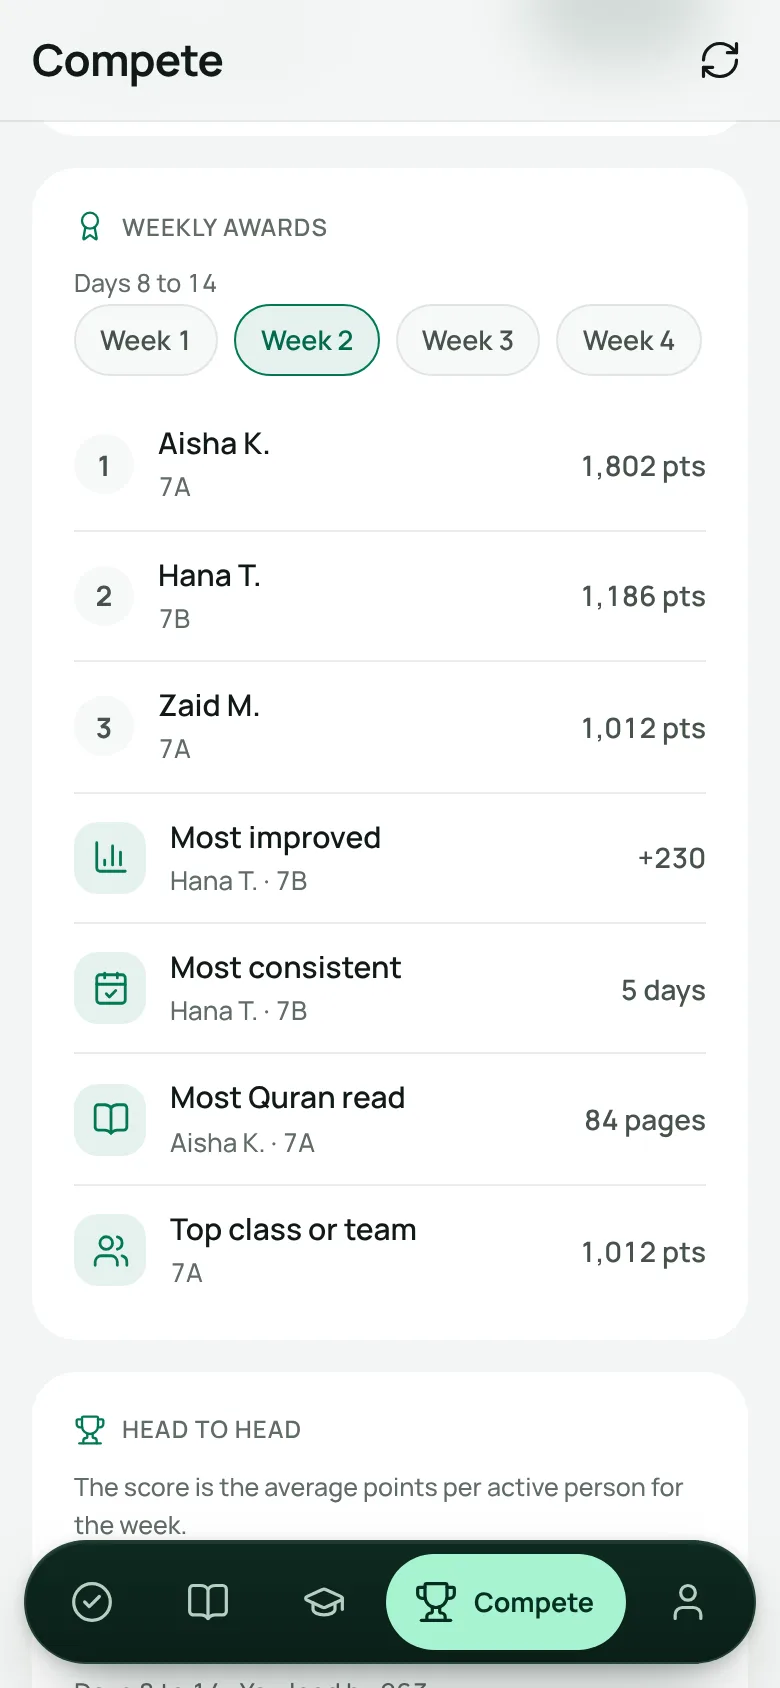 Compete
WEEKLY AWARDS
Days 8 to 14
Week 1
Week 2
Week 3
Week 4
1
Aisha K.
7A
1,802 pts
2
Hana T.
7B
1,186 pts
3
Zaid M.
7A
1,012 pts
Most improved
Hana T. · 7B
+230
Most consistent
Hana T. · 7B
5 days
Most Quran read
Aisha K. · 7A
84 pages
Top class or team
7A
1,012 pts
HEAD TO HEAD
The score is the average points per active person for
the week.
Compete